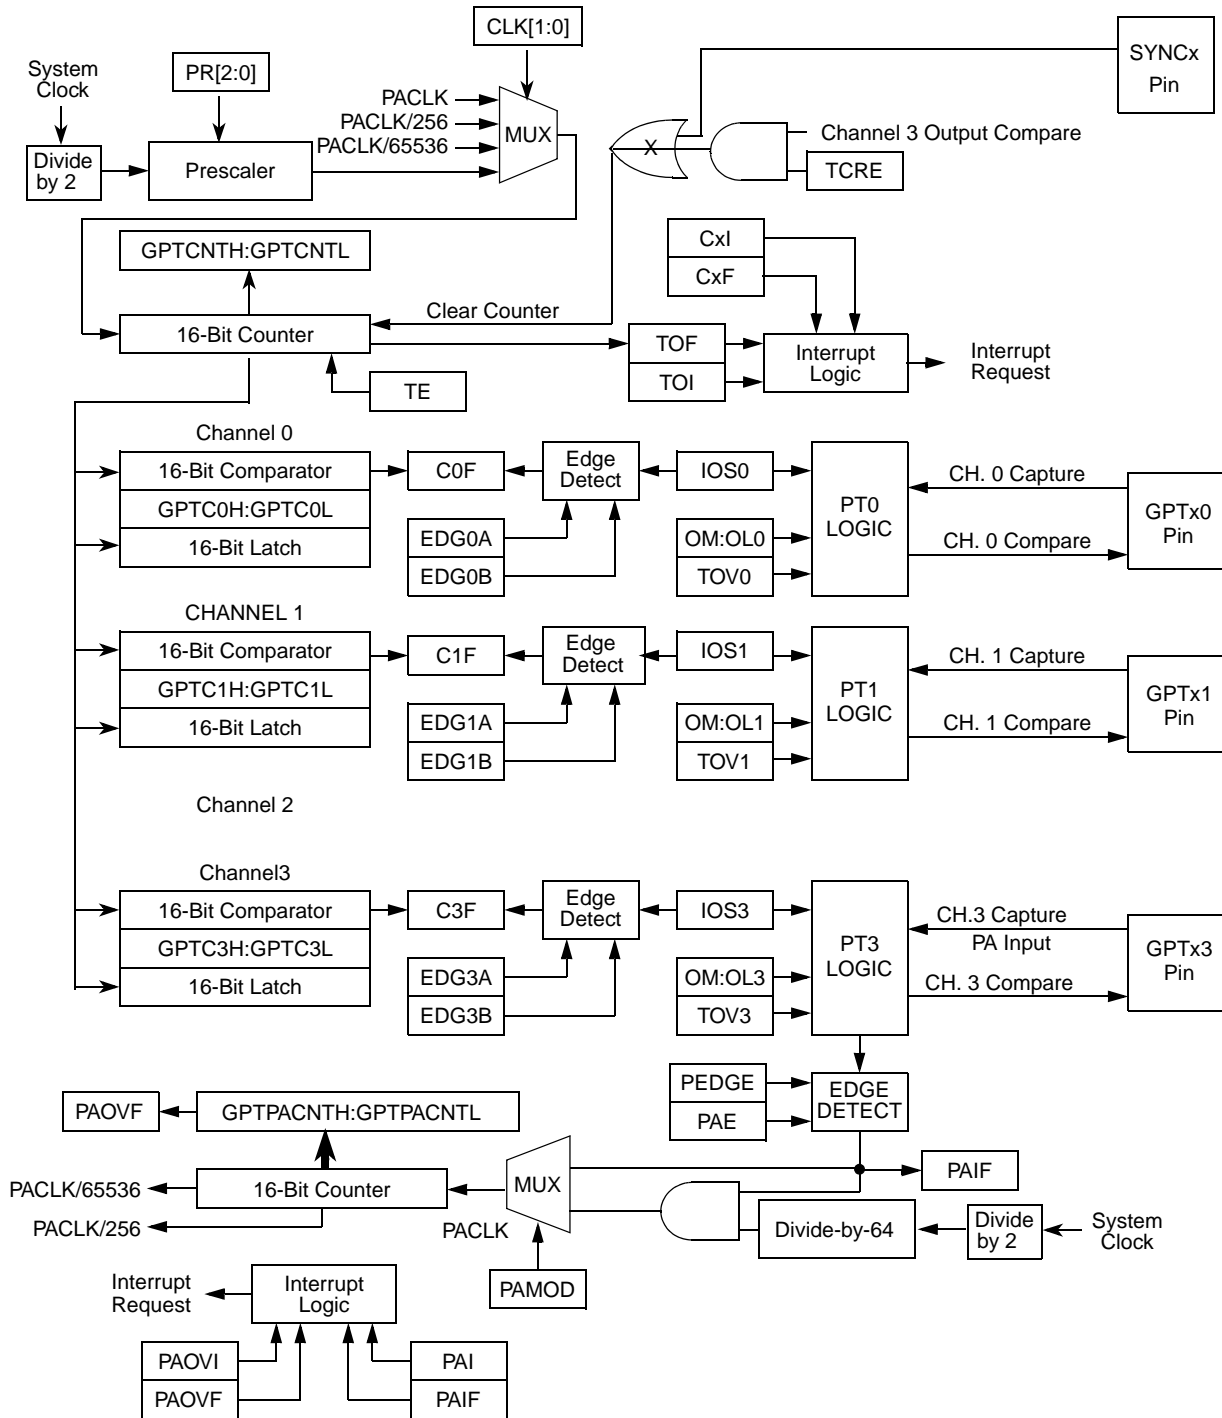 CLK[1:0]
SYNCx
Pin
System
Clock
PR[2:0]
PACLK
PACLK/256
PACLK/65536
MUX
Divide
by 2
Prescaler
X
Channel 3 Output Compare
TCRE
GPTCNTH:GPTCNTL
CxI
CxF
Clear Counter
16-Bit Counter
TOF
TOI
Interrupt
Logic
Interrupt
Request
TE
Channel 0
16-Bit Comparator
GPTC0H:GPTC0L
16-Bit Latch
C0F
Edge
Detect
IOS0
EDG0A
EDG0B
OM:OL0
TOV0
PT0
LOGIC
CH. 0 Capture
CH. 0 Compare
GPTx0
Pin
CHANNEL 1
16-Bit Comparator
GPTC1H:GPTC1L
16-Bit Latch
C1F
Edge
Detect
IOS1
EDG1A
EDG1B
OM:OL1
TOV1
PT1
LOGIC
CH. 1 Capture
CH. 1 Compare
GPTx1
Pin
Channel 2
Channel3
16-Bit Comparator
GPTC3H:GPTC3L
16-Bit Latch
C3F
Edge
Detect
IOS3
EDG3A
EDG3B
OM:OL3
TOV3
PT3
LOGIC
CH.3 Capture
PA Input
CH. 3 Compare
GPTx3
Pin
PEDGE
PAE
EDGE
DETECT
PAOVF
GPTPACNTH:GPTPACNTL
PACLK/65536
16-Bit Counter
PACLK/256
PACLK
MUX
PAIF
Divide-by-64
Divide
by 2
System
Clock
PAMOD
Interrupt
Request
Interrupt
Logic
PAOVI
PAOVF
PAI
PAIF